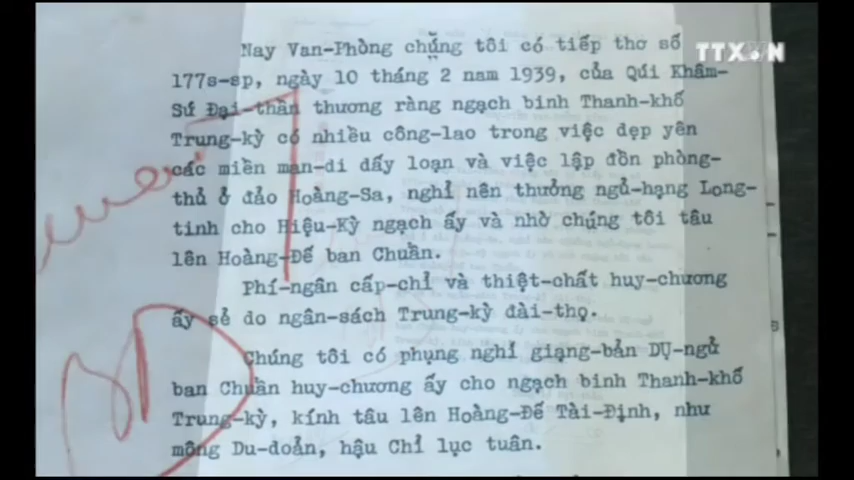 Nay Van-Phòng chúng tôi có tiếp thơ số
TTXVN
177s-sp, ngày 10 tháng 2 nam 1939, của Qúi Khâm-
Sứ Đại-thần thương ràng ngạch binh Thanh-khố
Trung-kỳ có nhiều công-lao trong việc dẹp yên
các miền man-di dấy loạn và việc lập đồn phòng-
thủ ở đảo Hoàng-Sa, nghỉ nên thưởng ngủ-hạng Long-
tinh cho Hiệu-Kỳ ngạch ấy và nhờ chúng tôi tâu
lên Hoàng-Đế ban Chuẩn.
Phí-ngân cấp-chỉ và thiệt-chất huy-chương
ấy sẻ do ngân-sách Trung-kỳ đài-thọ.
Chúng tôi có phụng nghỉ giạng-bản DỤ-ngử
ban Chuẩn huy-chương ấy cho ngạch binh Thanh-khố
Trung-kỳ, kính tâu lên Hoàng-Đế Tài-Định, như
mông Du-doản, hậu Chỉ lục tuân.